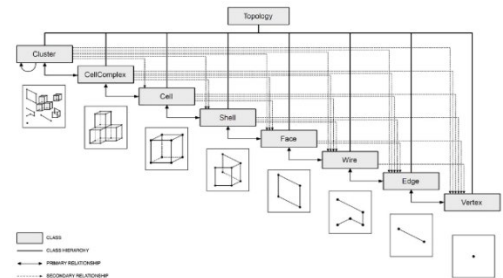 Topology
Cluster
CellComplex
Cell
Shell
Face
Wire
Edge
Vertex
CLASS
CLASS HIERARCHY
PRIMARY RELATIONSHIP
SECONDARY RELATIONSHIP